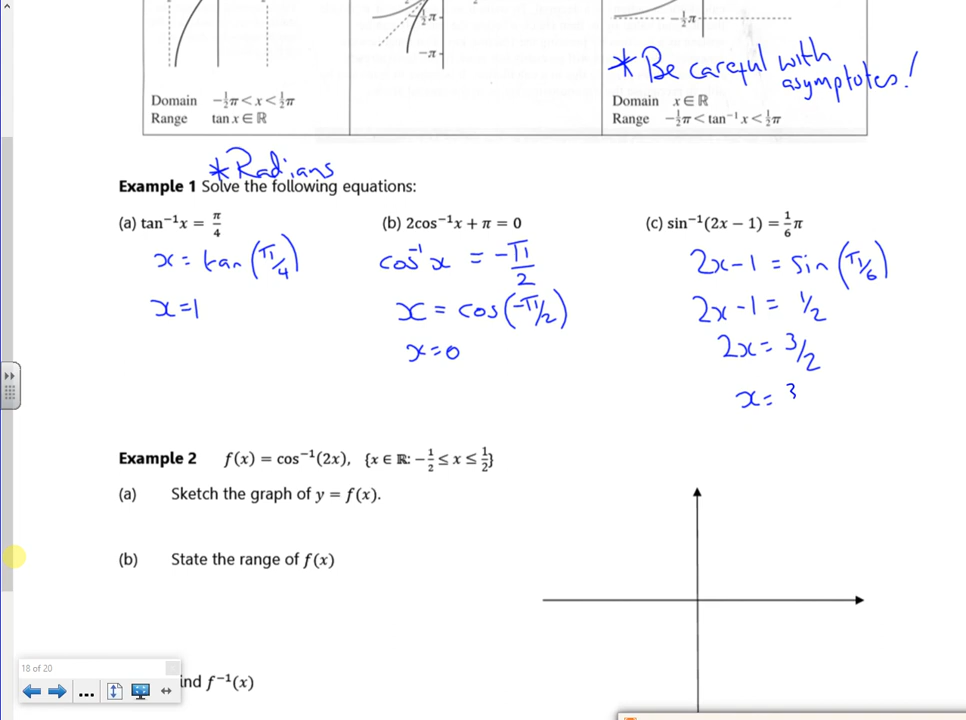 ½π
-π
-½π
* Be careful with
asymptotes!
Domain -½π < x < ½π
Range tan x ∈ ℝ
Domain x ∈ ℝ
Range -½π < tan⁻¹ x < ½π
* Radians
Example 1 Solve the following equations:
(a) tan⁻¹x = π/4
(b) 2cos⁻¹x + π = 0
(c) sin⁻¹(2x − 1) = 1/6 π
x = tan(π/4)
x=1
cos⁻¹x = -π/2
x = cos(-π/2)
x=0
2x-1 = sin(π/6)
2x-1 = 1/2
2x = 3/2
x= 3
Example 2 f(x) = cos⁻¹(2x), {x ∈ ℝ: −1/2 ≤ x ≤ 1/2}
(a) Sketch the graph of y = f(x).
(b) State the range of f(x)
18 of 20
ind f⁻¹(x)